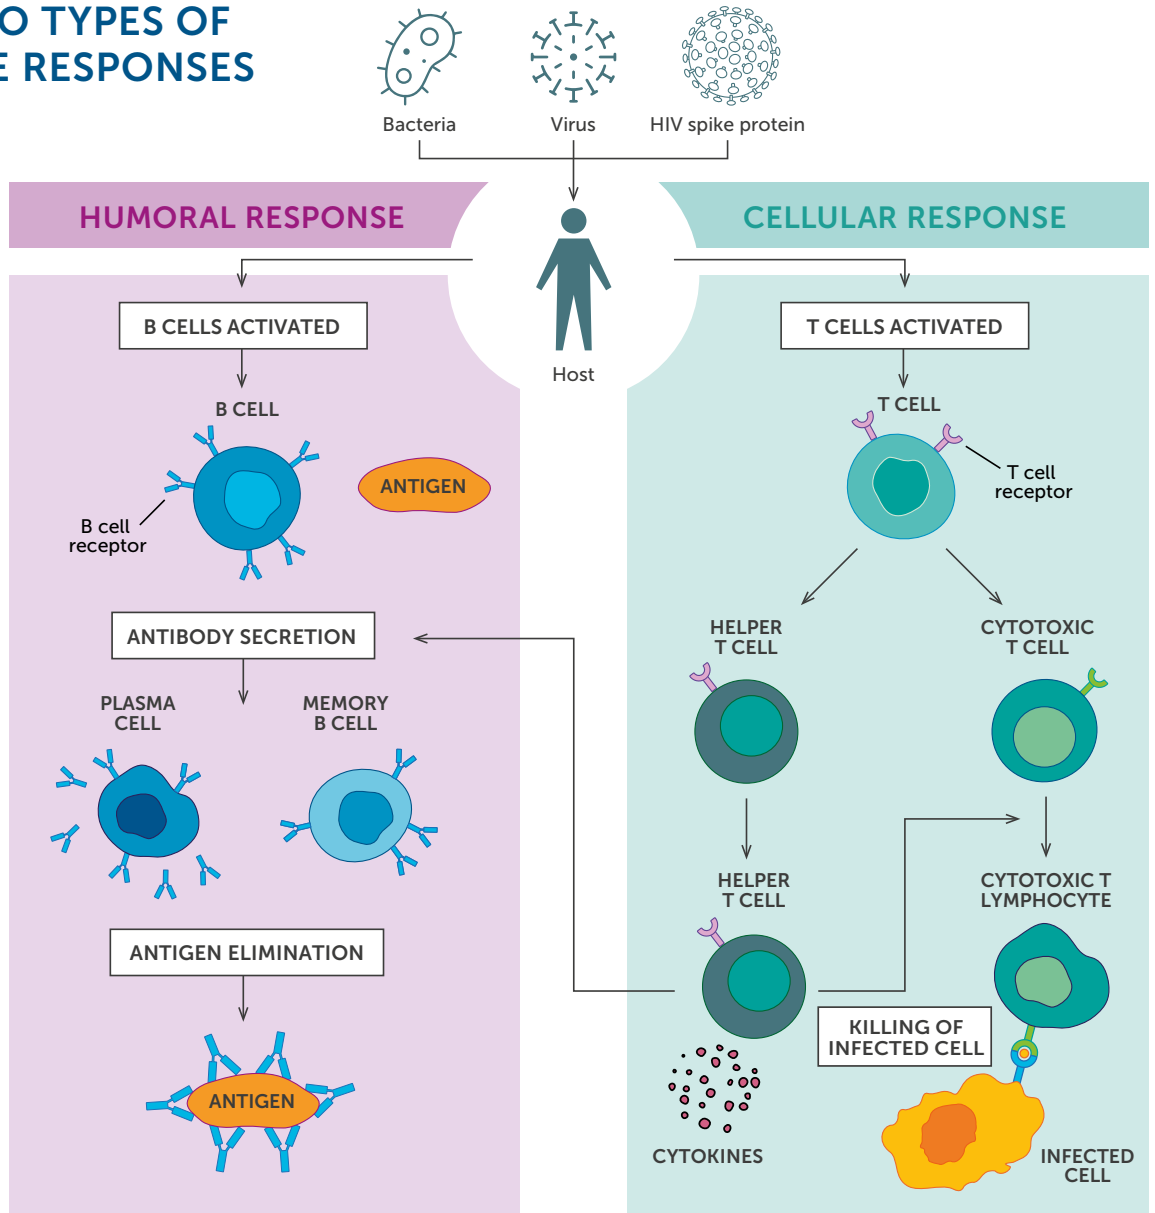 O TYPES OF
E RESPONSES
Bacteria
Virus
HIV spike protein
HUMORAL RESPONSE
CELLULAR RESPONSE
Host
B CELLS ACTIVATED
B CELL
ANTIGEN
B cell
receptor
ANTIBODY SECRETION
PLASMA
CELL
MEMORY
B CELL
ANTIGEN ELIMINATION
ANTIGEN
T CELLS ACTIVATED
T CELL
T cell
receptor
HELPER
T CELL
CYTOTOXIC
T CELL
HELPER
T CELL
CYTOTOXIC T
LYMPHOCYTE
KILLING OF
INFECTED CELL
CYTOKINES
INFECTED
CELL